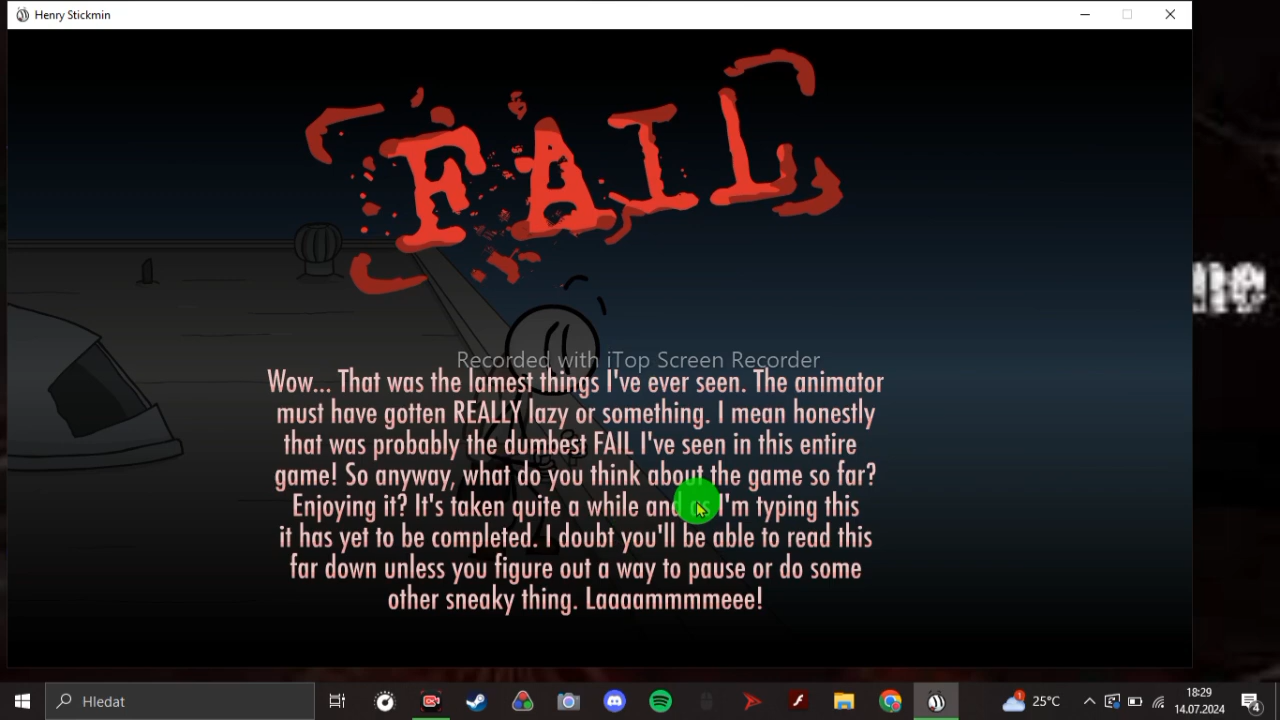 Henry Stickmin
FAIL
Recorded with iTop Screen Recorder
Wow... That was the lamest things I've ever seen. The animator
must have gotten REALLY lazy or something. I mean honestly
that was probably the dumbest FAIL I've seen in this entire
game! So anyway, what do you think about the game so far?
Enjoying it? It's taken quite a while and as I'm typing this
it has yet to be completed. I doubt you'll be able to read this
far down unless you figure out a way to pause or do some
other sneaky thing. Laaaammmmeee!
Hledat
1
25°C
18:29
14.07.2024
4